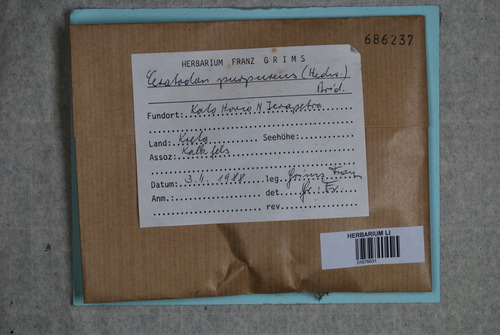 686237
HERBARIUM FRANZ GRIMS
Ceratodon purpureus (Hedw.)
Brid.
Fundort: Kato Horio N Ierapetra
Land: Kreta Seehöhe:
Assoz: Kalkfels
Datum: 3.4.1988 leg. Grims Franz
Anm.: det. Gr. Fr.
rev.
HERBARIUM LI